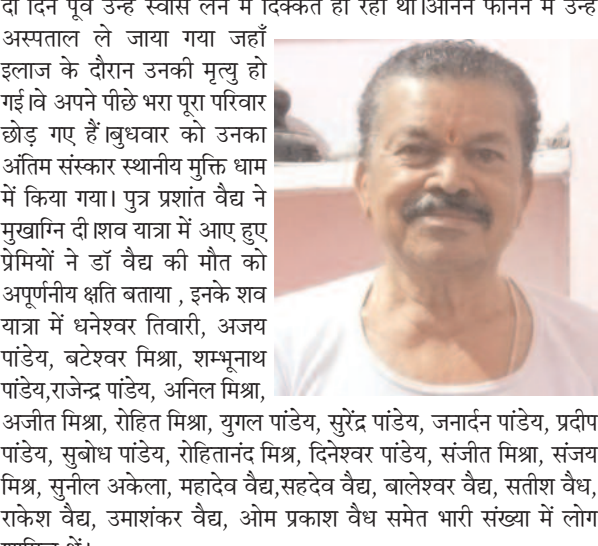 दो दिन पूर्व उन्हें स्वांस लेने में दिक्कत हो रही थी।आनन फानन में उन्हें
अस्पताल ले जाया गया जहाँ
इलाज के दौरान उनकी मृत्यु हो
गई।वे अपने पीछे भरा पूरा परिवार
छोड़ गए हैं।बुधवार को उनका
अंतिम संस्कार स्थानीय मुक्ति धाम
में किया गया। पुत्र प्रशांत वैद्य ने
मुखाग्नि दी।शव यात्रा में आए हुए
प्रेमियों ने डॉ वैद्य की मौत को
अपूर्णनीय क्षति बताया , इनके शव
यात्रा में धनेश्वर तिवारी, अजय
पांडेय, बटेश्वर मिश्रा, शम्भूनाथ
पांडेय,राजेन्द्र पांडेय, अनिल मिश्रा,
अजीत मिश्रा, रोहित मिश्रा, युगल पांडेय, सुरेंद्र पांडेय, जनार्दन पांडेय, प्रदीप
पांडेय, सुबोध पांडेय, रोहितानंद मिश्र, दिनेश्वर पांडेय, संजीत मिश्रा, संजय
मिश्र, सुनील अकेला, महादेव वैद्य,सहदेव वैद्य, बालेश्वर वैद्य, सतीश वैध,
राकेश वैद्य, उमाशंकर वैद्य, ओम प्रकाश वैध समेत भारी संख्या में लोग